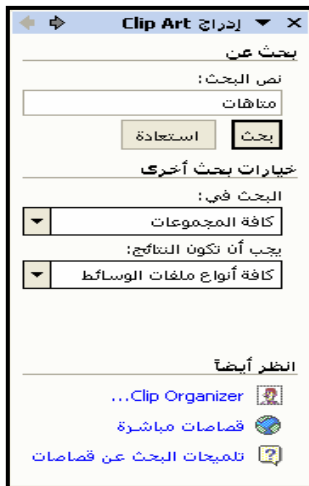 إدراج Clip Art
بحث عن
نص البحث:
متاهات
بحث استعادة
خيارات بحث أخرى
البحث في:
كافة المجموعات
يجب أن تكون النتائج:
كافة أنواع ملفات الوسائط
انظر أيضاً
Clip Organizer...
قصاصات مباشرة
تلميحات البحث عن قصاصات